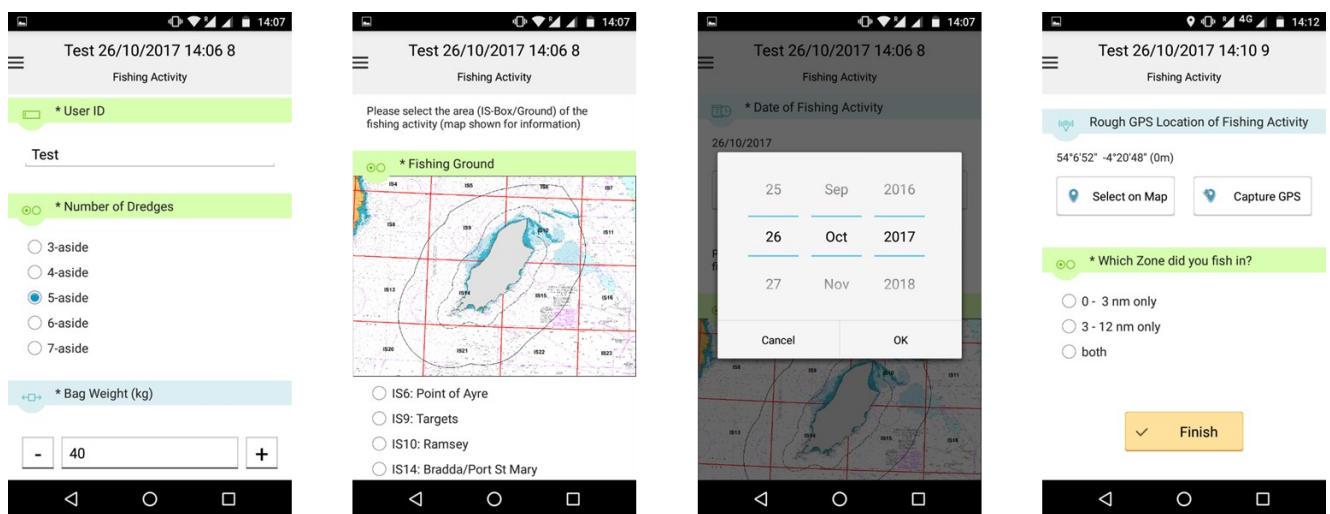 14:07
Test 26/10/2017 14:06 8
Fishing Activity
* User ID
Test
* Number of Dredges
3-aside
4-aside
5-aside
6-aside
7-aside
* Bag Weight (kg)
-
40
+
14:07
Test 26/10/2017 14:06 8
Fishing Activity
Please select the area (IS-Box/Ground) of the
fishing activity (map shown for information)
* Fishing Ground
IS4
IS5
IS6
IS7
IS8
IS9
IS10
IS11
IS14
IS15
IS16
IS20
IS21
IS22
IS23
IS6: Point of Ayre
IS9: Targets
IS10: Ramsey
IS14: Bradda/Port St Mary
14:07
Test 26/10/2017 14:06 8
Fishing Activity
* Date of Fishing Activity
26/10/2017
25 Sep 2016
26 Oct 2017
27 Nov 2018
Cancel OK
IS8
IS9
IS10
IS11
IS13
IS14
IS15
IS16
4G 14:12
Test 26/10/2017 14:10 9
Fishing Activity
Rough GPS Location of Fishing Activity
54°6'52" -4°20'48" (0m)
Select on Map Capture GPS
* Which Zone did you fish in?
0 - 3 nm only
3 - 12 nm only
both
Finish